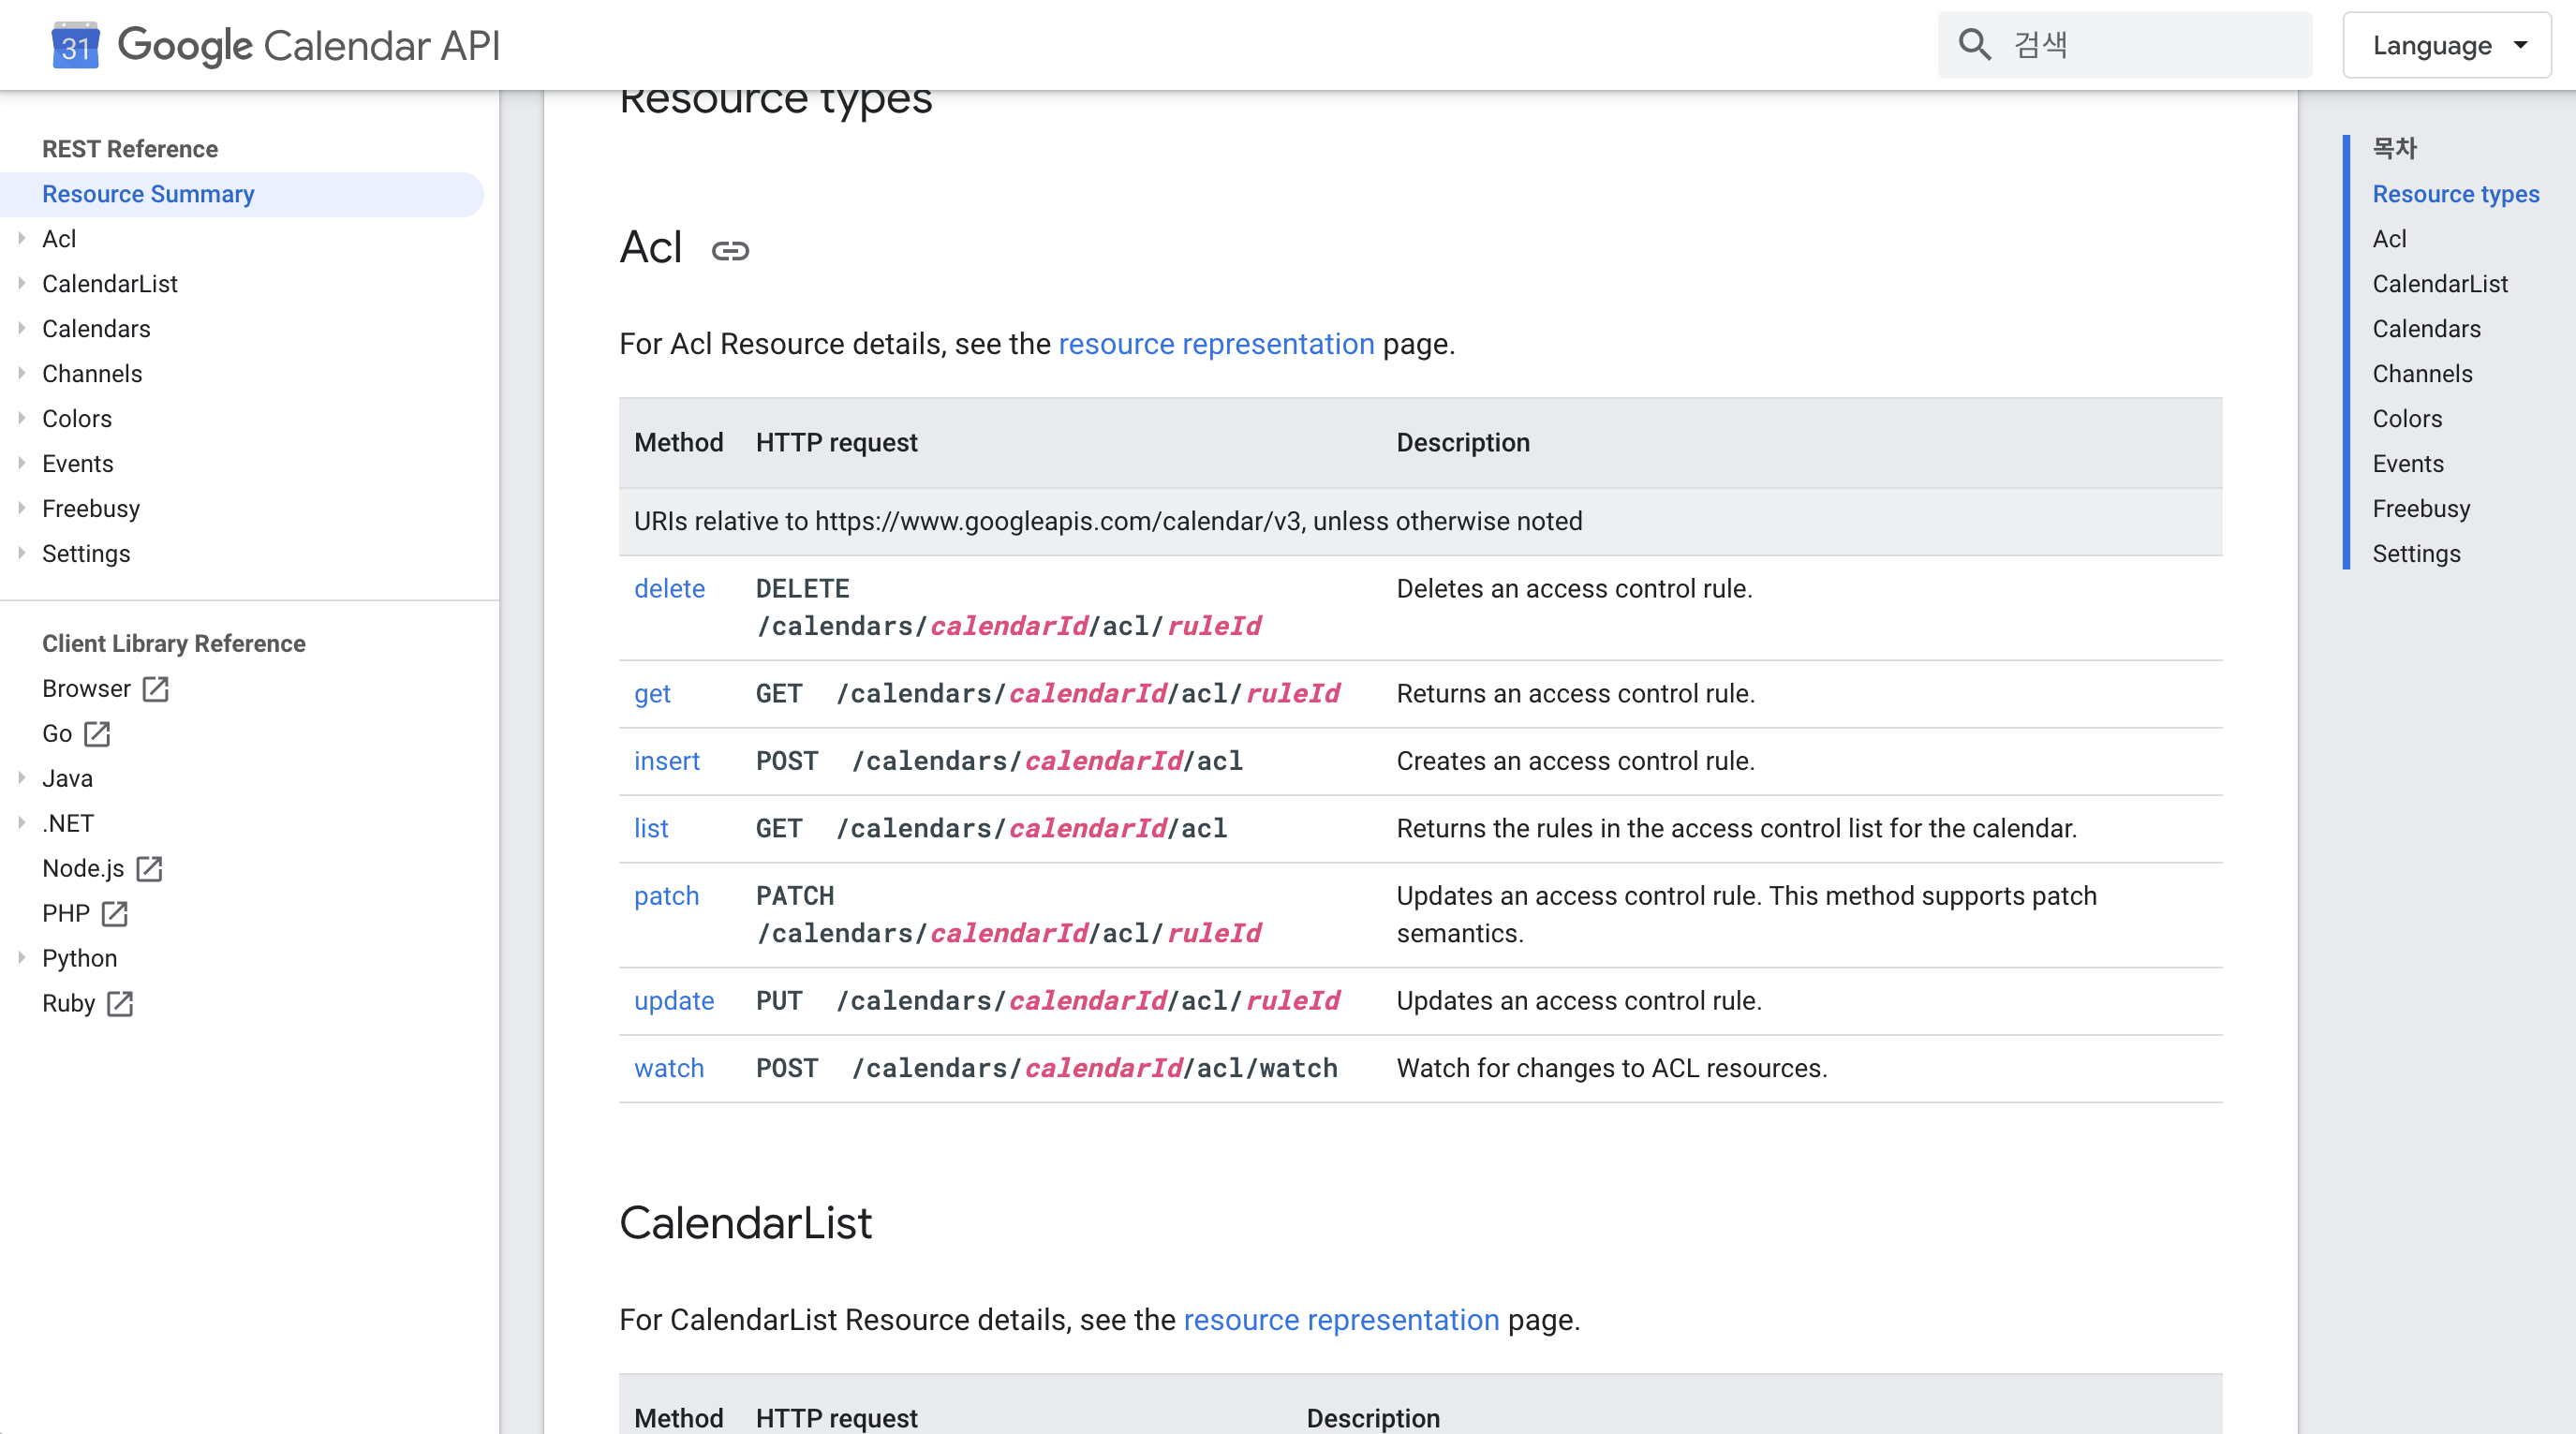 31 Google Calendar API
검색
Language
REST Reference
Resource Summary
Acl
CalendarList
Calendars
Channels
Colors
Events
Freebusy
Settings
Client Library Reference
Browser
Go
Java
.NET
Node.js
PHP
Python
Ruby
Resource types
Acl
For Acl Resource details, see the resource representation page.
Method HTTP request Description
URIs relative to https://www.googleapis.com/calendar/v3, unless otherwise noted
delete DELETE Deletes an access control rule.
/calendars/calendarId/acl/ruleId
get GET /calendars/calendarId/acl/ruleId Returns an access control rule.
insert POST /calendars/calendarId/acl Creates an access control rule.
list GET /calendars/calendarId/acl Returns the rules in the access control list for the calendar.
patch PATCH Updates an access control rule. This method supports patch
/calendars/calendarId/acl/ruleId semantics.
update PUT /calendars/calendarId/acl/ruleId Updates an access control rule.
watch POST /calendars/calendarId/acl/watch Watch for changes to ACL resources.
CalendarList
For CalendarList Resource details, see the resource representation page.
Method HTTP request Description
목차
Resource types
Acl
CalendarList
Calendars
Channels
Colors
Events
Freebusy
Settings